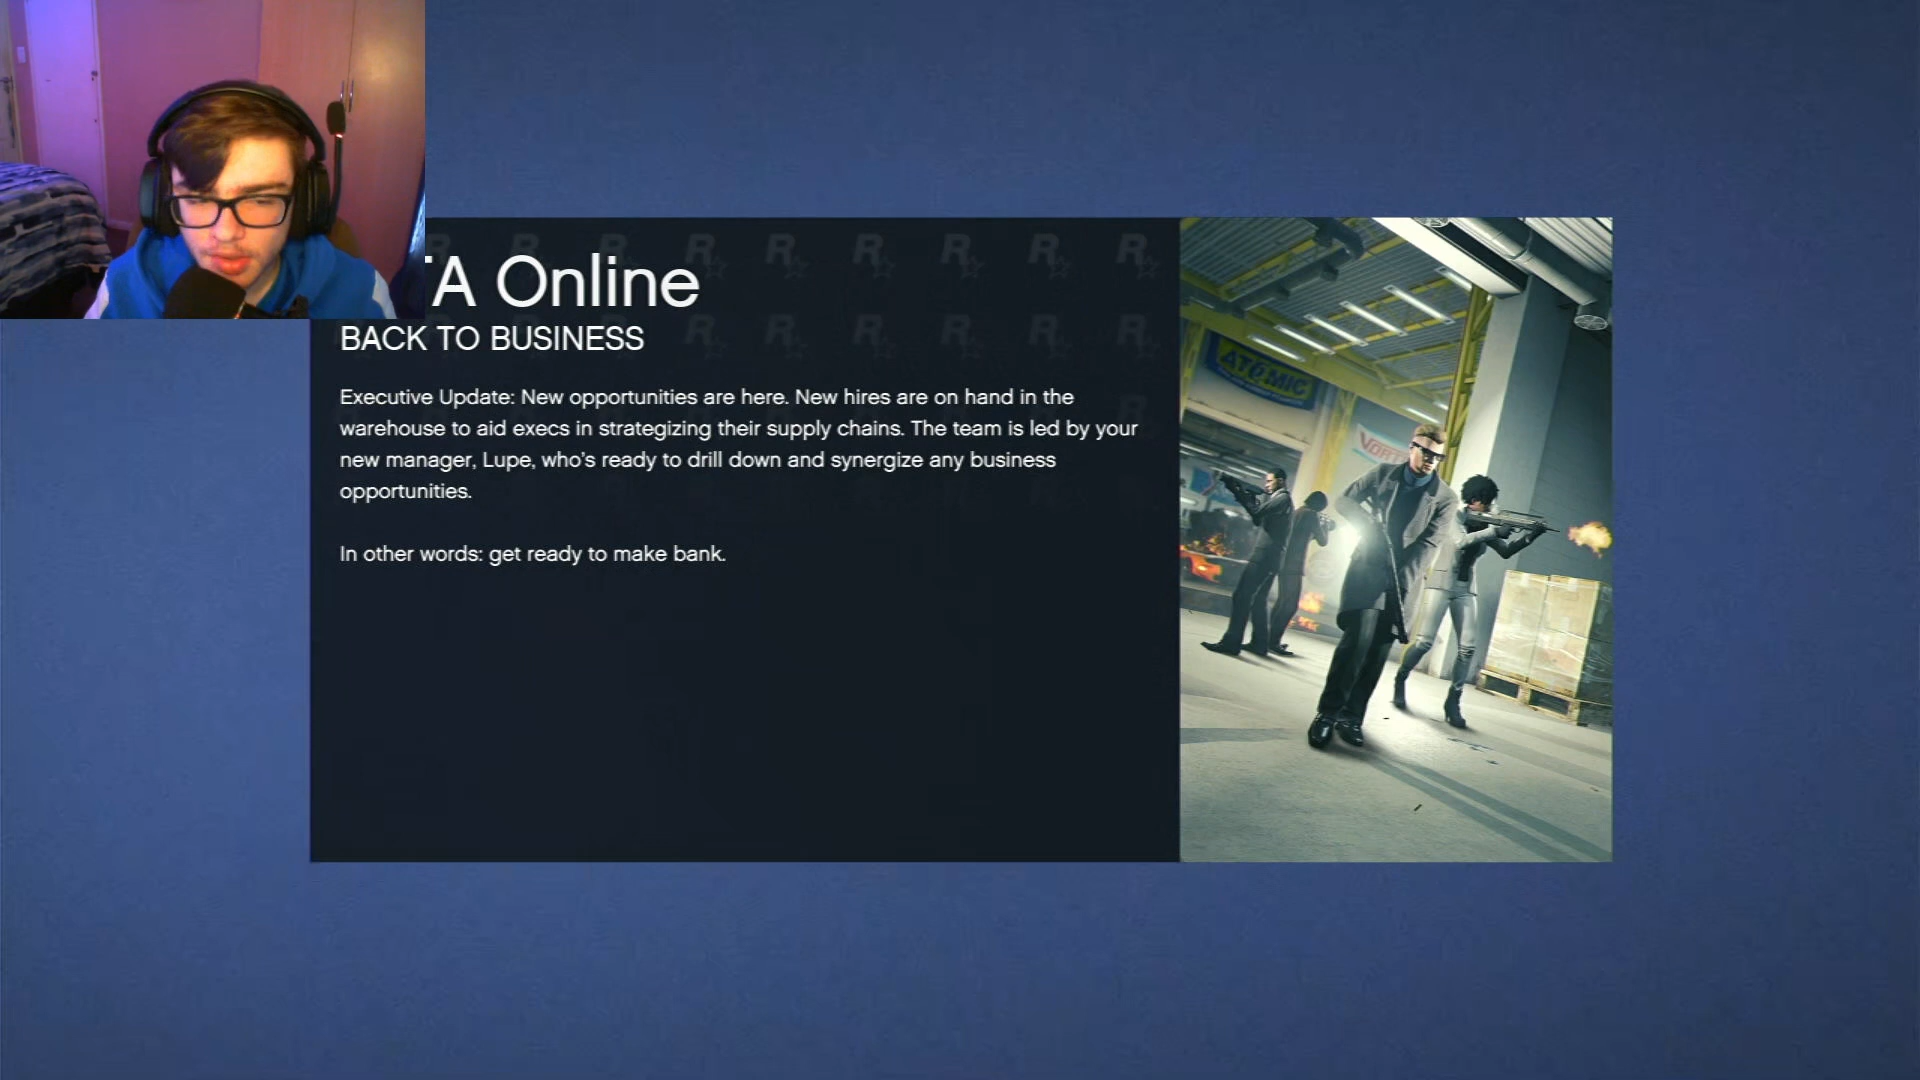 TA Online
BACK TO BUSINESS
Executive Update: New opportunities are here. New hires are on hand in the
warehouse to aid execs in strategizing their supply chains. The team is led by your
new manager, Lupe, who's ready to drill down and synergize any business
opportunities.
In other words: get ready to make bank.
ATOMIC